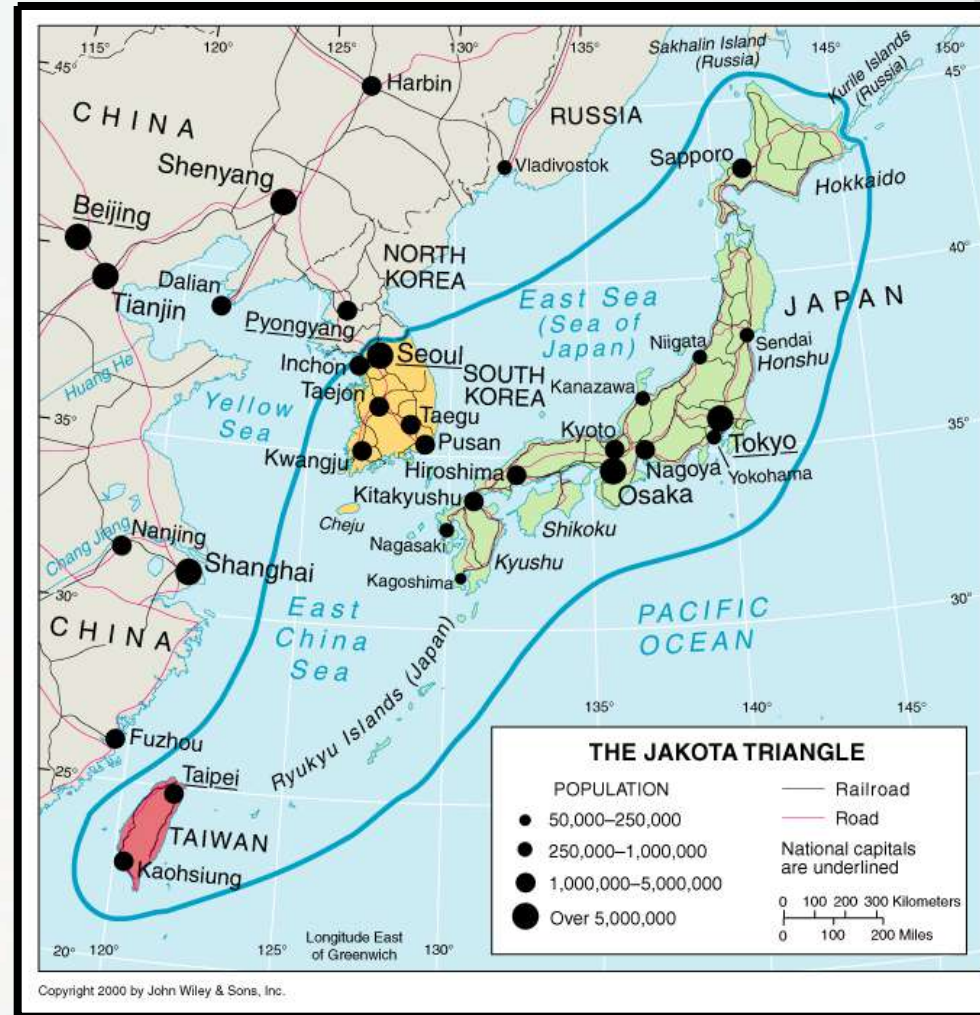 115°
120°
125°
130°
135°
Sakhalin Island
(Russia)
145°
150°
45°
45°
Kurile Islands
(Russia)
Harbin
CHINA
RUSSIA
Shenyang
Vladivostok
Sapporo
Hokkaido
Beijing
Tianjin
Dalian
NORTH
KOREA
Pyongyang
40°
East Sea
(Sea of
Japan)
JAPAN
Niigata
Sendai
Honshu
Inchon
Seoul
SOUTH
KOREA
Kanazawa
Huang He
Taejon
Yellow
Sea
Taegu
35°
35°
Kyoto
Tokyo
Kwangju
Pusan
Hiroshima
Nagoya
Yokohama
Kitakyushu
Osaka
Cheju
Shikoku
Nanjing
Chang Jiang
Nagasaki
Kyushu
Shanghai
Kagoshima
30°
30°
East
China
Sea
PACIFIC
OCEAN
CHINA
Ryukyu Islands (Japan)
135°
140°
145°
Fuzhou
25°
Taipei
TAIWAN
Kaohsiung
20°
120°
125°
Longitude East
of Greenwich
130°
THE JAKOTA TRIANGLE
POPULATION
50,000–250,000
250,000–1,000,000
1,000,000–5,000,000
Over 5,000,000
Railroad
Road
National capitals
are underlined
0 100 200 300 Kilometers
0 100 200 Miles
Copyright 2000 by John Wiley & Sons, Inc.